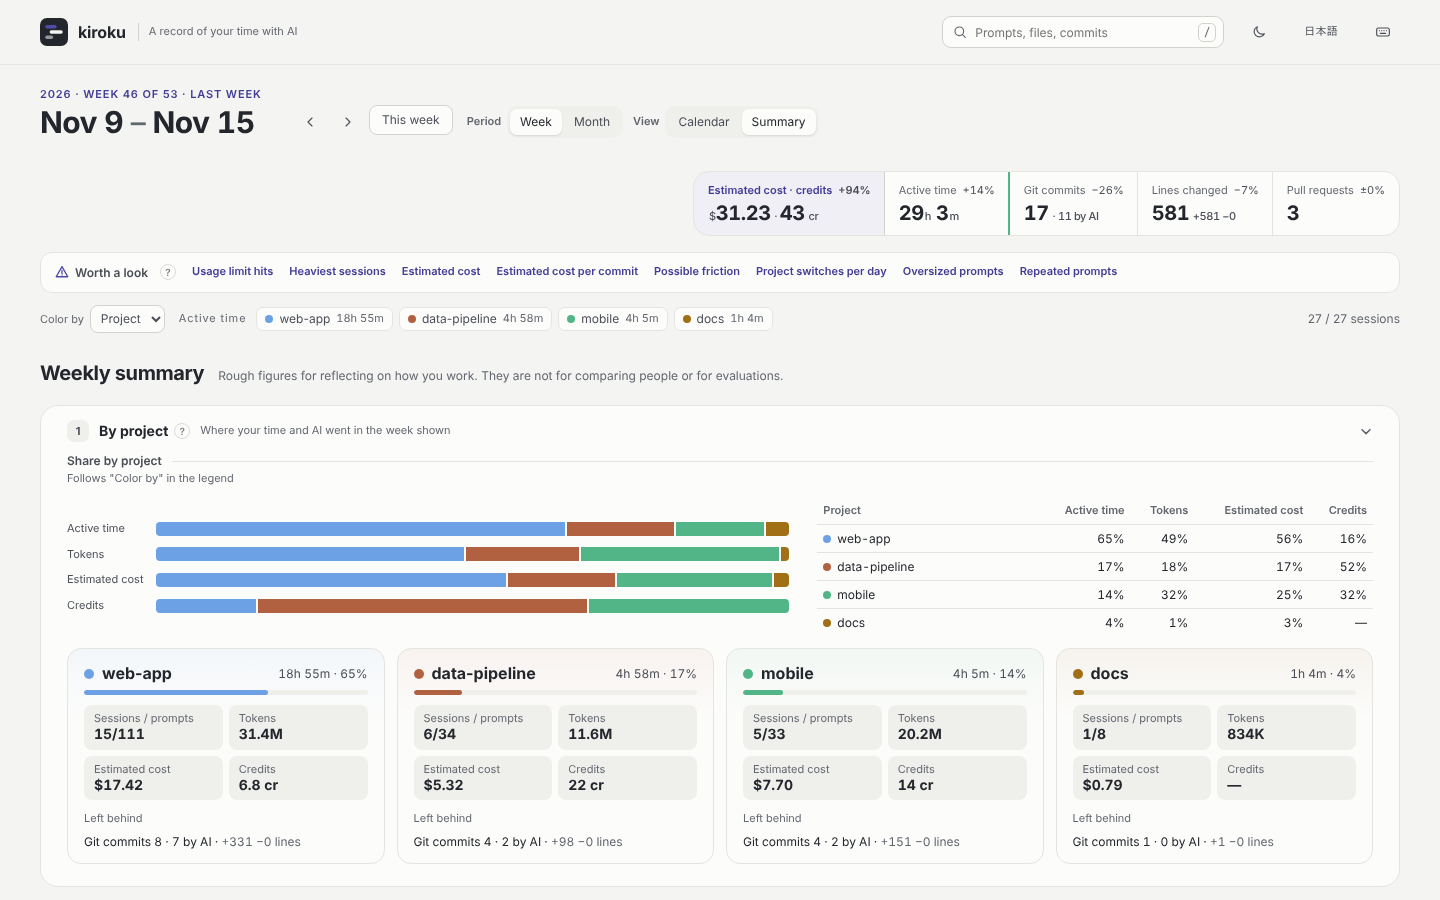 kiroku
A record of your time with AI
Prompts, files, commits
/
日本語
2026 · WEEK 46 OF 53 · LAST WEEK
Nov 9 – Nov 15
This week
Period
Week
Month
View
Calendar
Summary
Estimated cost · credits +94%
$31.23 · 43 cr
Active time +14%
29h 3m
Git commits −26%
17 · 11 by AI
Lines changed −7%
581 +581 −0
Pull requests ±0%
3
Worth a look
?
Usage limit hits
Heaviest sessions
Estimated cost
Estimated cost per commit
Possible friction
Project switches per day
Oversized prompts
Repeated prompts
Color by
Project
Active time
web-app 18h 55m
data-pipeline 4h 58m
mobile 4h 5m
docs 1h 4m
27 / 27 sessions
Weekly summary
Rough figures for reflecting on how you work. They are not for comparing people or for evaluations.
1
By project
?
Where your time and AI went in the week shown
Share by project
Follows "Color by" in the legend
Active time
Tokens
Estimated cost
Credits
Project Active time Tokens Estimated cost Credits
web-app 65% 49% 56% 16%
data-pipeline 17% 18% 17% 52%
mobile 14% 32% 25% 32%
docs 4% 1% 3% —
web-app
18h 55m · 65%
Sessions / prompts
15/111
Tokens
31.4M
Estimated cost
$17.42
Credits
6.8 cr
Left behind
Git commits 8 · 7 by AI · +331 −0 lines
data-pipeline
4h 58m · 17%
Sessions / prompts
6/34
Tokens
11.6M
Estimated cost
$5.32
Credits
22 cr
Left behind
Git commits 4 · 2 by AI · +98 −0 lines
mobile
4h 5m · 14%
Sessions / prompts
5/33
Tokens
20.2M
Estimated cost
$7.70
Credits
14 cr
Left behind
Git commits 4 · 2 by AI · +151 −0 lines
docs
1h 4m · 4%
Sessions / prompts
1/8
Tokens
834K
Estimated cost
$0.79
Credits
—
Left behind
Git commits 1 · 0 by AI · +1 −0 lines